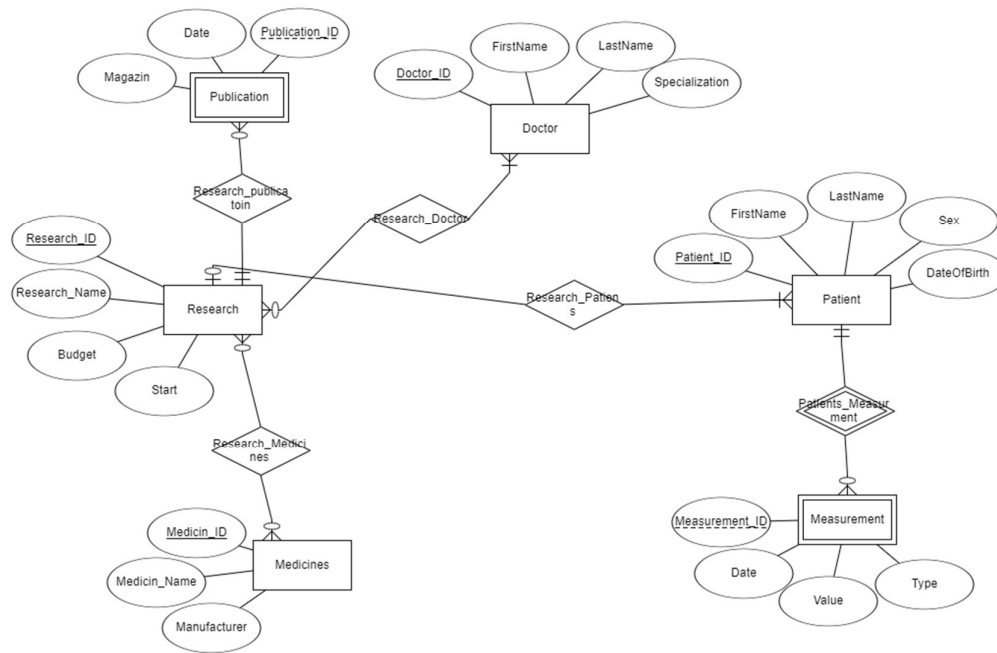 Date
Publication_ID
Magazin
Publication
FirstName
LastName
Doctor_ID
Specialization
Doctor
Research_publica
toin
Research_Doctor
LastName
FirstName
Sex
Patient_ID
DateOfBirth
Research_ID
Research_Name
Research
Research_Patien
s
Patient
Budget
Start
Patients_Measur
ment
Research_Medici
nes
Medicin_ID
Medicin_Name
Medicines
Manufacturer
Measurement_ID
Measurement
Date
Value
Type